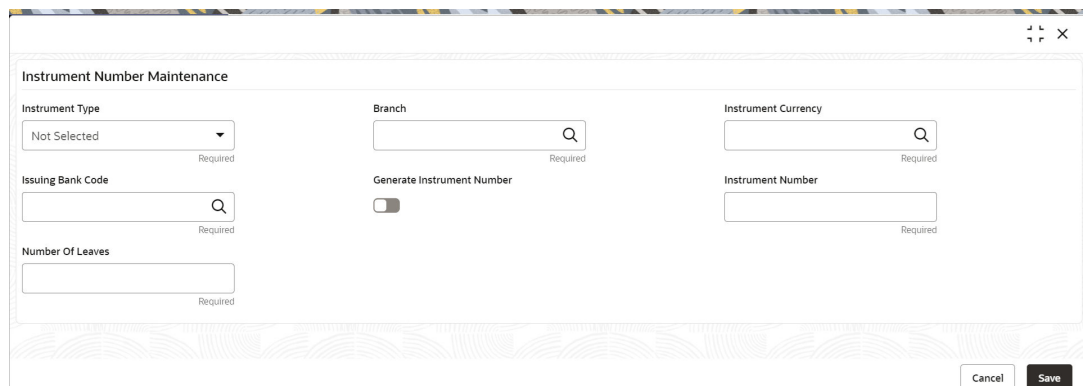 Instrument Number Maintenance
Instrument Type Branch Instrument Currency
Not Selected
Required Required Required
Issuing Bank Code Generate Instrument Number Instrument Number
Required Required
Number Of Leaves
Required
Cancel Save